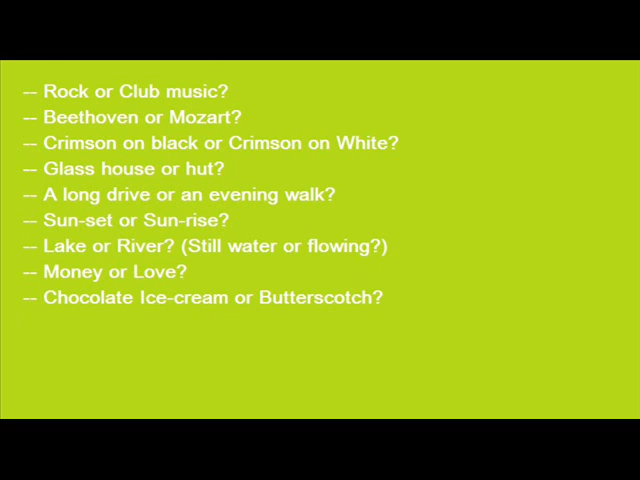 -- Rock or Club music?
-- Beethoven or Mozart?
-- Crimson on black or Crimson on White?
-- Glass house or hut?
-- A long drive or an evening walk?
-- Sun-set or Sun-rise?
-- Lake or River? (Still water or flowing?)
-- Money or Love?
-- Chocolate Ice-cream or Butterscotch?